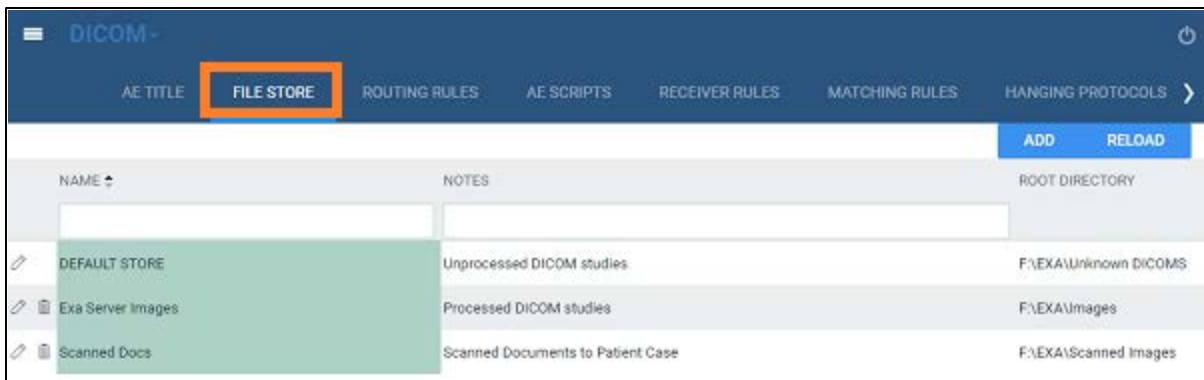 DICOM
AE TITLE FILE STORE ROUTING RULES AE SCRIPTS RECEIVER RULES MATCHING RULES HANGING PROTOCOLS
ADD RELOAD
NAME NOTES ROOT DIRECTORY
DEFAULT STORE Unprocessed DICOM studies F:\EXA\Unknown DICOMS
Exa Server Images Processed DICOM studies F:\EXA\Images
Scanned Docs Scanned Documents to Patient Case F:\EXA\Scanned Images